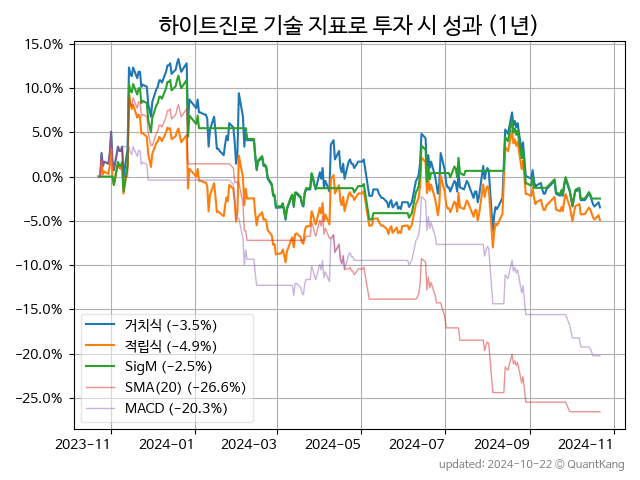 하이트진로 기술 지표로 투자 시 성과 (1년)
15.0%
10.0%
5.0%
0.0%
−5.0%
−10.0%
−15.0%
−20.0%
−25.0%
거치식 (−3.5%)
적립식 (−4.9%)
SigM (−2.5%)
SMA(20) (−26.6%)
MACD (−20.3%)
2023-11 2024-01 2024-03 2024-05 2024-07 2024-09 2024-11
updated: 2024-10-22 © QuantKang